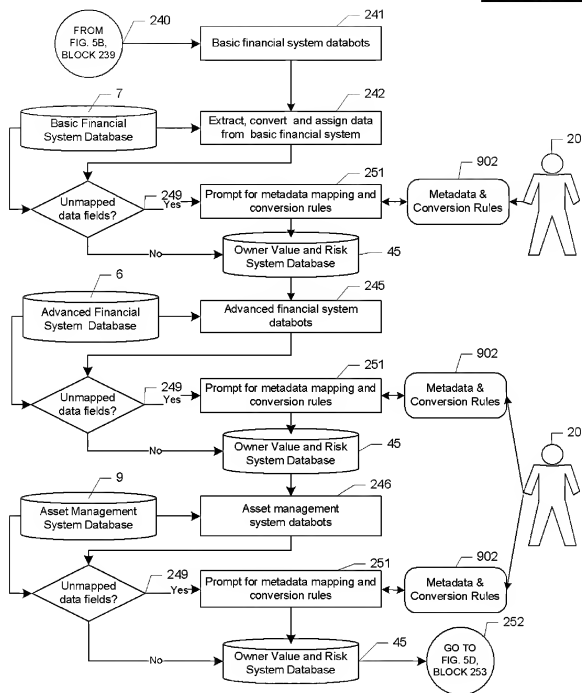 FROM
FIG. 5B,
BLOCK 239
240
241
Basic financial system databots
7
Basic Financial
System Database
242
Extract, convert and assign data
from basic financial system
20
Unmapped
data fields?
249
Yes
251
Prompt for metadata mapping and
conversion rules
902
Metadata &
Conversion Rules
No
45
Owner Value and Risk
System Database
6
Advanced Financial
System Database
245
Advanced financial system
databots
Unmapped
data fields?
249
Yes
251
Prompt for metadata mapping and
conversion rules
902
Metadata &
Conversion Rules
No
45
Owner Value and Risk
System Database
20
9
Asset Management
System Database
246
Asset management
system databots
Unmapped
data fields?
249
Yes
251
Prompt for metadata mapping and
conversion rules
902
Metadata &
Conversion Rules
No
45
Owner Value and Risk
System Database
252
GO TO
FIG. 5D,
BLOCK 253